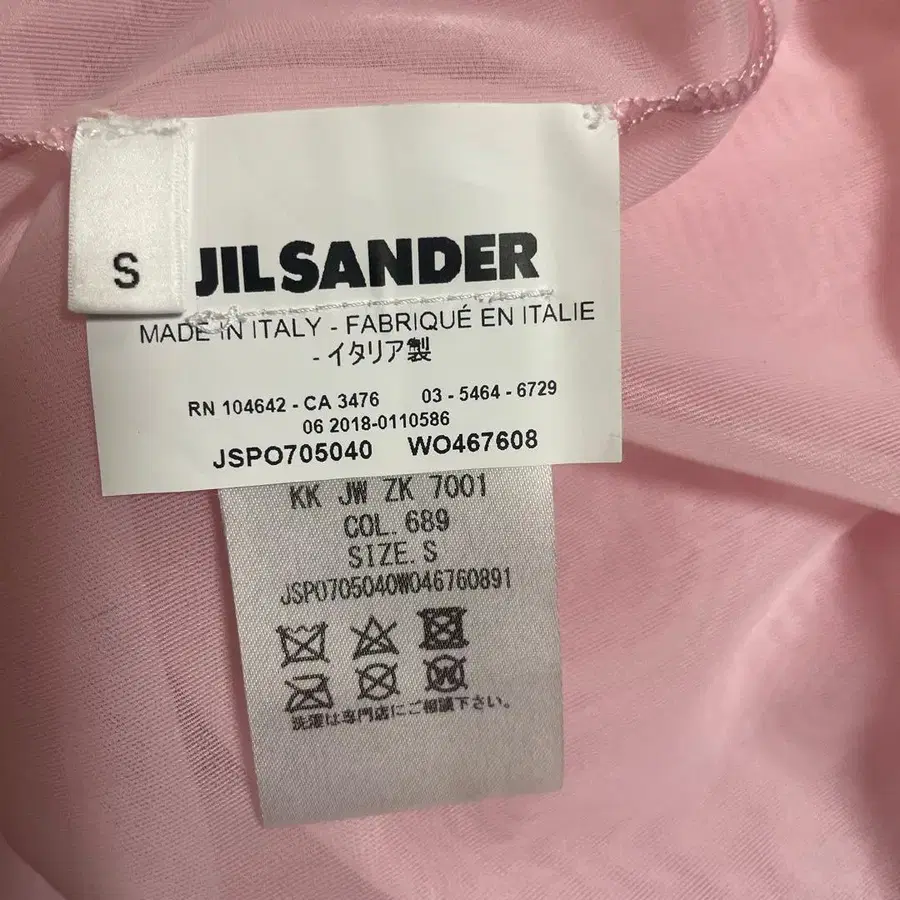 S
JIL SANDER
MADE IN ITALY - FABRIQUÉ EN ITALIE
- イタリア製
RN 104642 - CA 3476 03 - 5464 - 6729
06 2018-0110586
JSPO705040 WO467608
KK JW ZK 7001
COL. 689
SIZE. S
JSPO705040WO46760891
W
洗濯は専門店にご相談下さい。